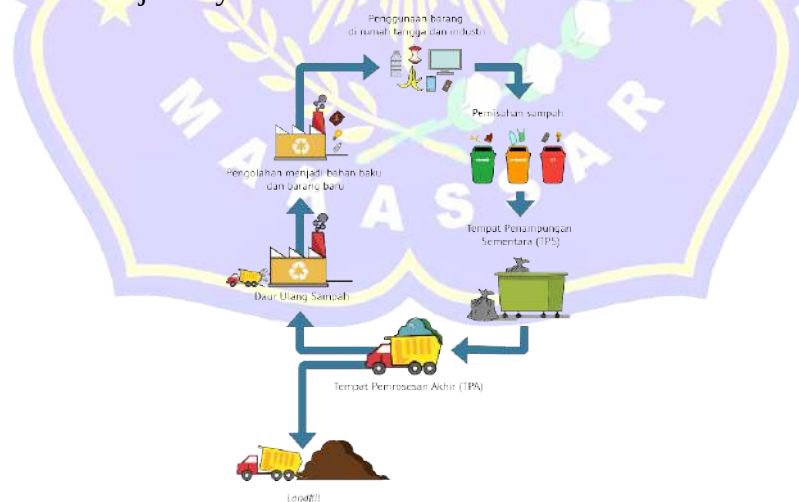 Penggunaan barang
di rumah tangga dan industri
Pemisahan sampah
Pengolahan menjadi bahan baku
dan barang baru
MAKASSAR
Tempat Penampungan
Sementara (TPS)
Daur Ulang Sampah
Tempat Pemrosesan Akhir (TPA)
Landfill